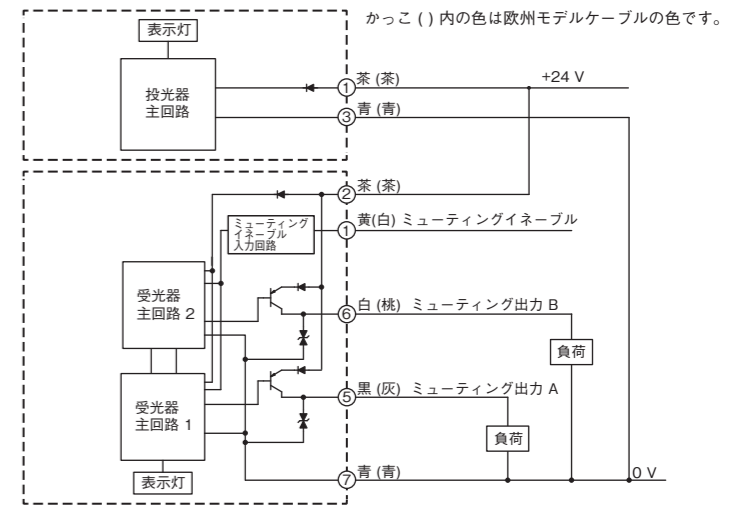 かっこ ( ) 内の色は欧州モデルケーブルの色です。
表示灯
投光器
主回路
① 茶 (茶) +24 V
③ 青 (青)
② 茶 (茶)
ミューティング
イネーブル
入力回路
① 黄(白) ミューティングイネーブル
受光器
主回路 2
⑥ 白 (桃) ミューティング出力 B
負荷
受光器
主回路 1
⑤ 黒 (灰) ミューティング出力 A
負荷
表示灯
⑦ 青 (青) 0 V